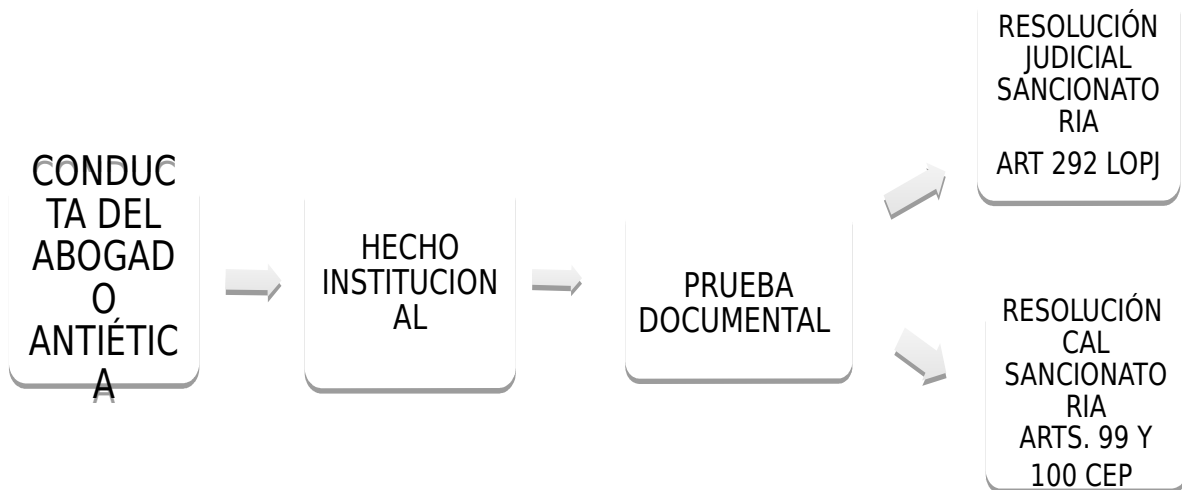 CONDUC
TA DEL
ABOGAD
O
ANTIÉTIC
A
HECHO
INSTITUCION
AL
PRUEBA
DOCUMENTAL
RESOLUCIÓN
JUDICIAL
SANCIONATO
RIA
ART 292 LOPJ
RESOLUCIÓN
CAL
SANCIONATO
RIA
ARTS. 99 Y
100 CEP